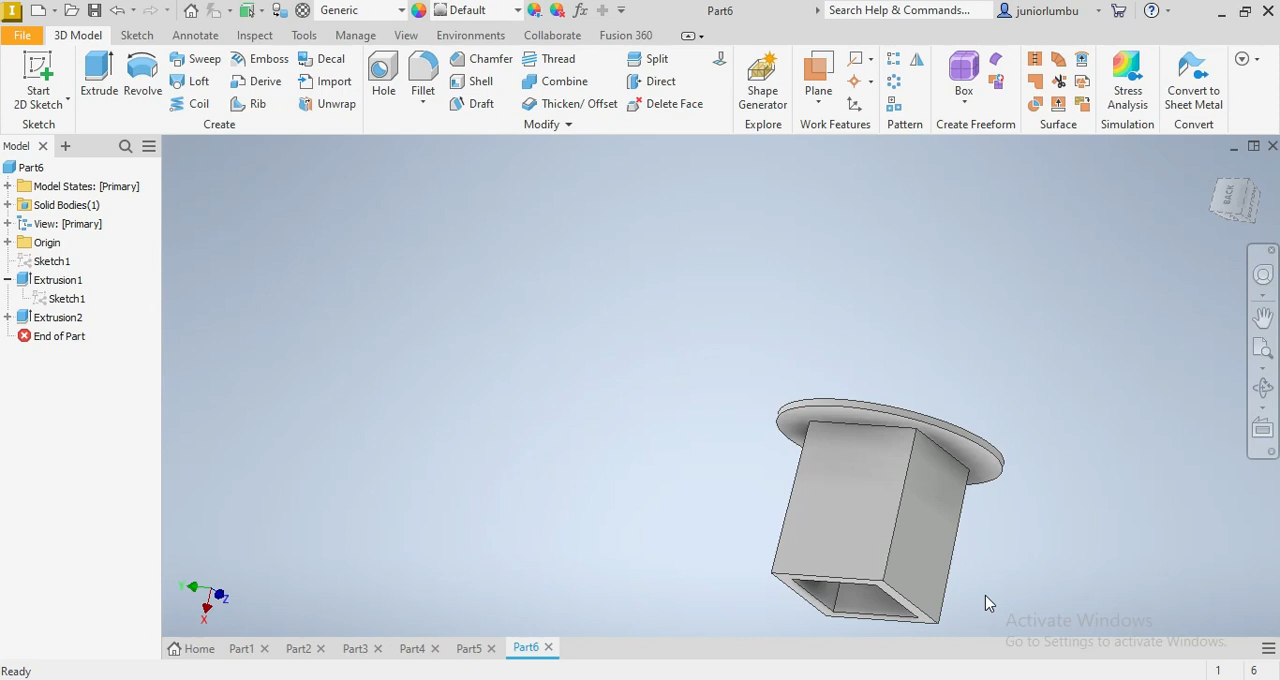 Generic
Default
fx
Part6
Search Help & Commands...
juniorlumbu
File
3D Model
Sketch
Annotate
Inspect
Tools
Manage
View
Environments
Collaborate
Fusion 360
Start
2D Sketch
Sketch
Extrude
Revolve
Sweep
Loft
Coil
Emboss
Derive
Rib
Decal
Import
Unwrap
Create
Hole
Fillet
Chamfer
Shell
Draft
Thread
Combine
Thicken/ Offset
Split
Direct
Delete Face
Modify
Shape
Generator
Explore
Plane
Work Features
Pattern
Box
Create Freeform
Surface
Stress
Analysis
Simulation
Convert to
Sheet Metal
Convert
Model
Part6
Model States: [Primary]
Solid Bodies(1)
View: [Primary]
Origin
Sketch1
Extrusion1
Sketch1
Extrusion2
End of Part
BACK
Y
Z
X
Activate Windows
Go to Settings to activate Windows.
Home
Part1
Part2
Part3
Part4
Part5
Part6
Ready
1
6